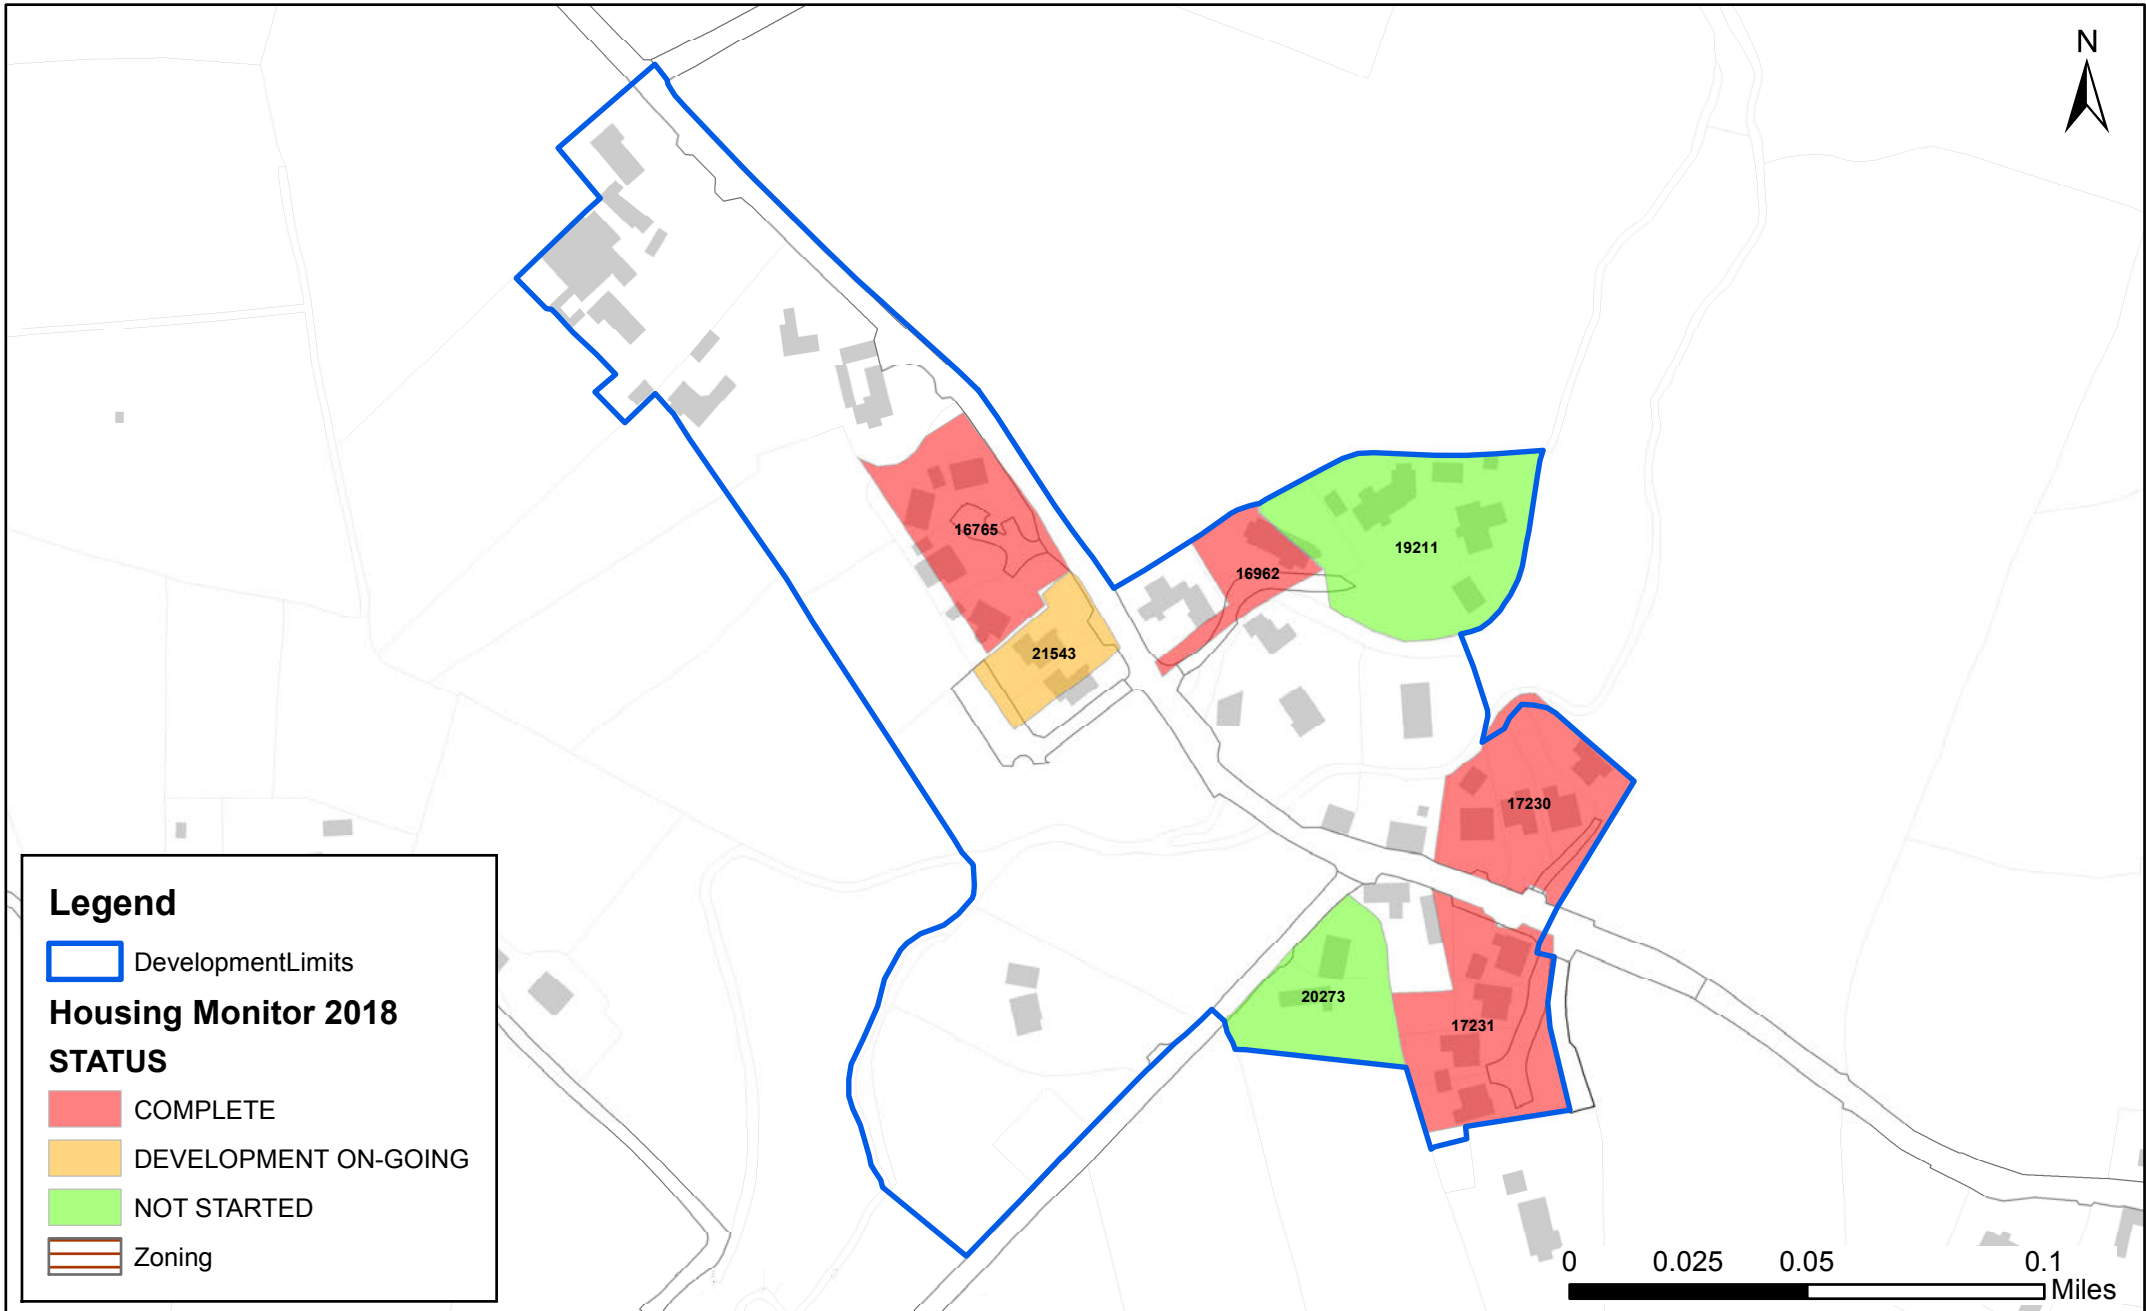 N
16765
19211
16962
21543
17230
20273
17231
Legend
DevelopmentLimits
Housing Monitor 2018
STATUS
COMPLETE
DEVELOPMENT ON-GOING
NOT STARTED
Zoning
0 0.025 0.05 0.1
Miles